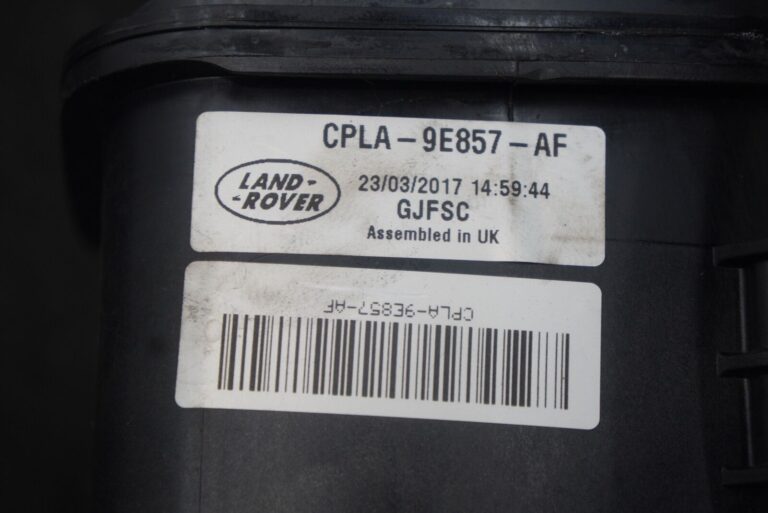 CPLA-9E857-AF
LAND-
-ROVER
23/03/2017 14:59:44
GJFSC
Assembled in UK
CPLA-9E857-AF